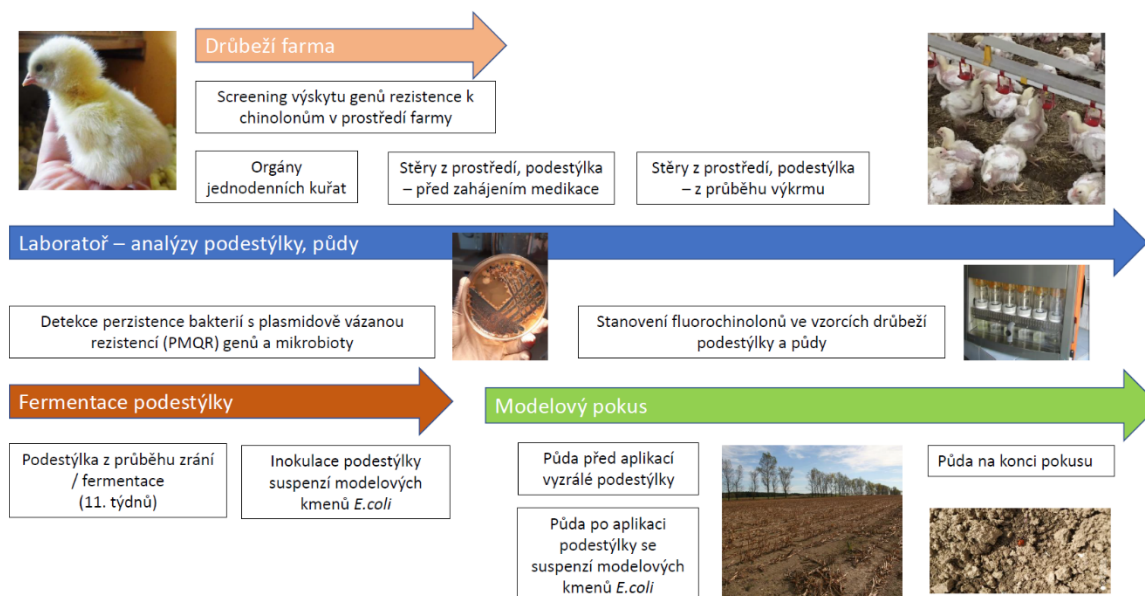 Drůbeží farma
Screening výskytu genů rezistence k
chinolonům v prostředí farmy
Orgány
jednodenních kuřat
Stěry z prostředí, podestýlka
– před zahájením medikace
Stěry z prostředí, podestýlka
– z průběhu výkrmu
Laboratoř – analýzy podestýlky, půdy
Detekce perzistence bakterií s plasmidově vázanou
rezistencí (PMQR) genů a mikrobioty
Stanovení fluorochinolonů ve vzorcích drůbeží
podestýlky a půdy
Fermentace podestýlky
Modelový pokus
Podestýlka z průběhu zrání
/ fermentace
(11. týdnů)
Inokulace podestýlky
suspenzí modelových
kmenů E.coli
Půda před aplikací
vyzrálé podestýlky
Půda na konci pokusu
Půda po aplikaci
podestýlky se
suspenzí modelových
kmenů E.coli